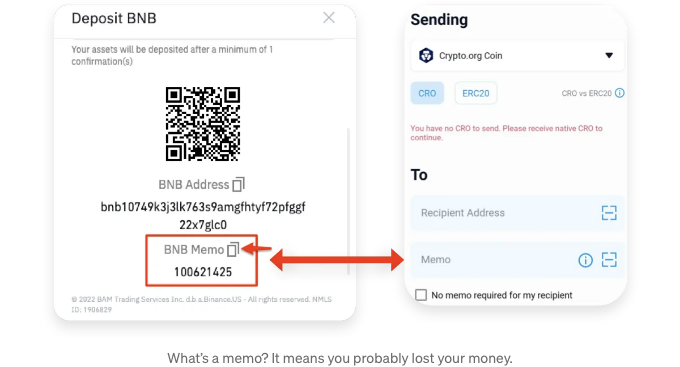 Deposit BNB
Your assets will be deposited after a minimum of 1
confirmation(s)
BNB Address
bnb10749k3j3lk763s9amgfhtyf72pfggf
22x7glc0
BNB Memo
100621425
© 2022 BAM Trading Services Inc. d.b a.Binance.US - All rights reserved. NMLS
ID: 1906829
Sending
Crypto.org Coin
CRO
ERC20
CRO vs ERC20
You have no CRO to send. Please receive native CRO to
continue.
To
Recipient Address
Memo
No memo required for my recipient
What's a memo? It means you probably lost your money.